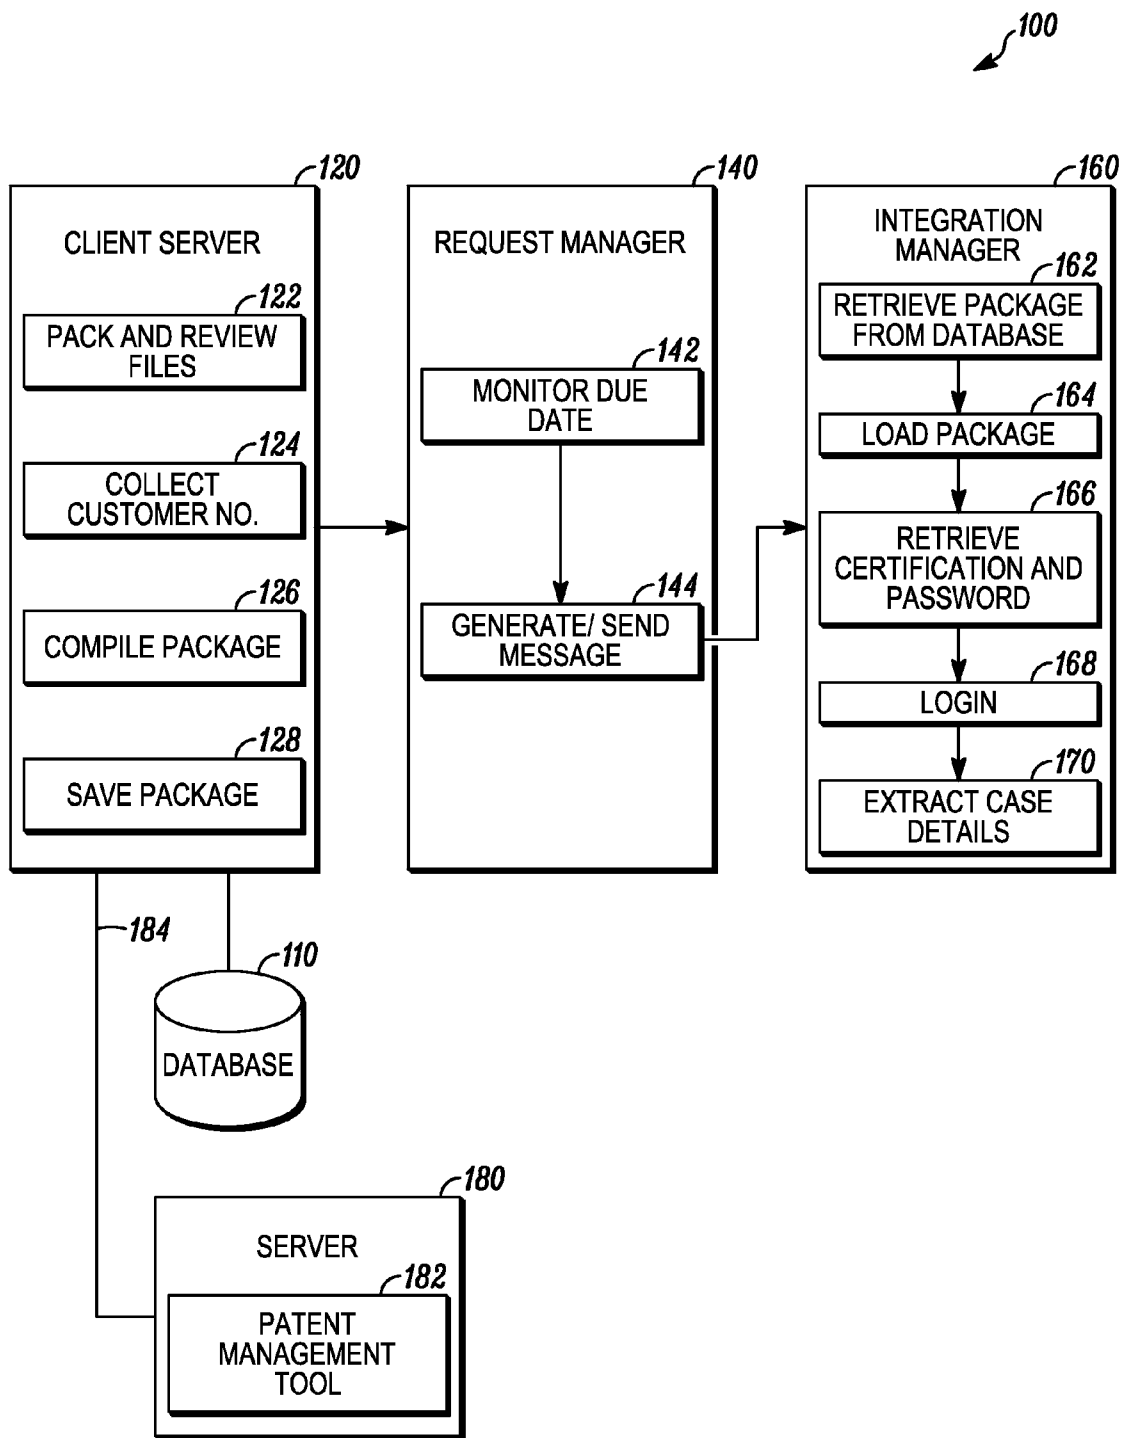 100
120
CLIENT SERVER
122
PACK AND REVIEW
FILES
124
COLLECT
CUSTOMER NO.
126
COMPILE PACKAGE
128
SAVE PACKAGE
140
REQUEST MANAGER
142
MONITOR DUE
DATE
144
GENERATE/ SEND
MESSAGE
160
INTEGRATION
MANAGER
162
RETRIEVE PACKAGE
FROM DATABASE
164
LOAD PACKAGE
166
RETRIEVE
CERTIFICATION AND
PASSWORD
168
LOGIN
170
EXTRACT CASE
DETAILS
184
110
DATABASE
180
SERVER
182
PATENT
MANAGEMENT
TOOL